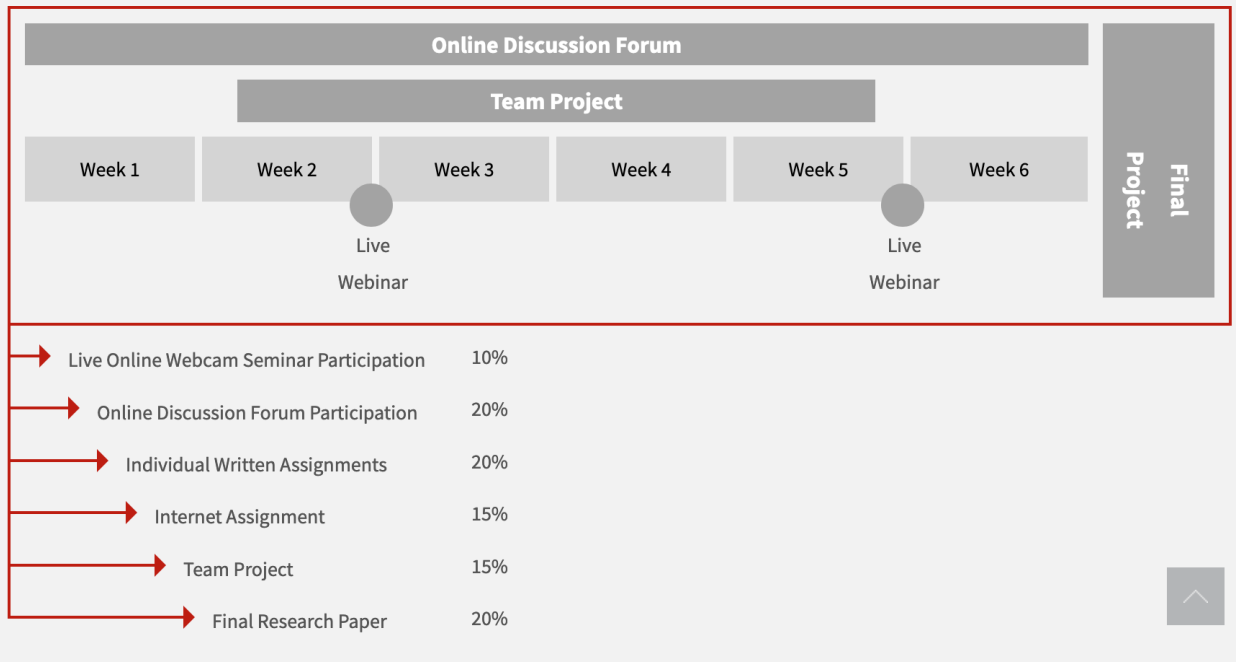 Online Discussion Forum
Team Project
Week 1
Week 2
Week 3
Week 4
Week 5
Week 6
Final
Project
Live
Webinar
Live
Webinar
Live Online Webcam Seminar Participation 10%
Online Discussion Forum Participation 20%
Individual Written Assignments 20%
Internet Assignment 15%
Team Project 15%
Final Research Paper 20%